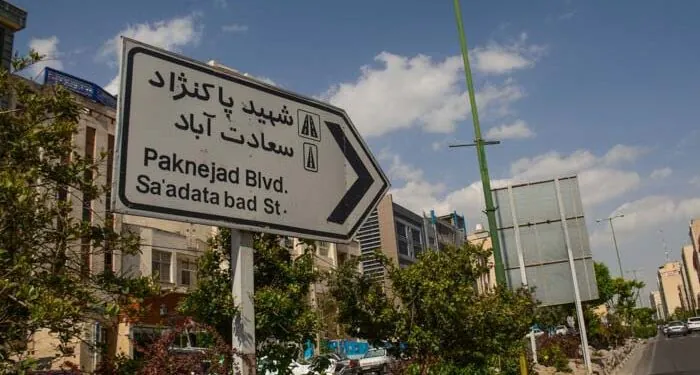 شهید پاکنژاد
سعادت آباد
Paknejad Blvd.
Sa'adata bad St.